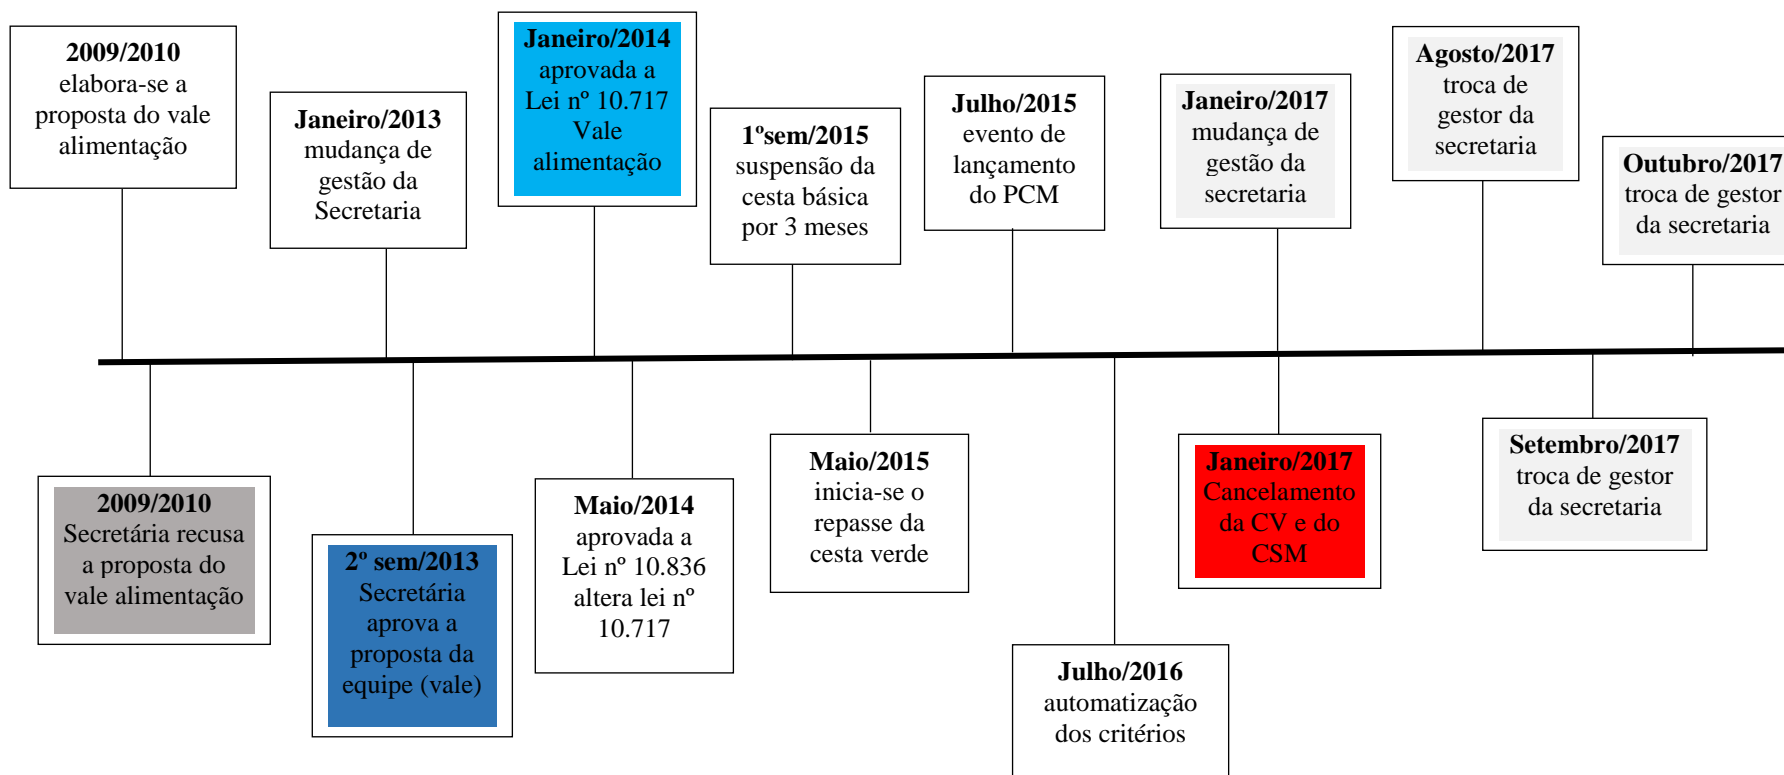 2009/2010
elabora-se a
proposta do vale
alimentação
Janeiro/2013
mudança de
gestão da
Secretaria
Janeiro/2014
aprovada a
Lei nº 10.717
Vale
alimentação
1ºsem/2015
suspensão da
cesta básica
por 3 meses
Julho/2015
evento de
lançamento
do PCM
Janeiro/2017
mudança de
gestão da
secretaria
Agosto/2017
troca de
gestor da
secretaria
Outubro/2017
troca de gestor
da secretaria
2009/2010
Secretária recusa
a proposta do
vale alimentação
2º sem/2013
Secretária
aprova a
proposta da
equipe (vale)
Maio/2014
aprovada a
Lei nº 10.836
altera lei nº
10.717
Maio/2015
inicia-se o
repasse da
cesta verde
Julho/2016
automatização
dos critérios
Janeiro/2017
Cancelamento
da CV e do
CSM
Setembro/2017
troca de gestor
da secretaria